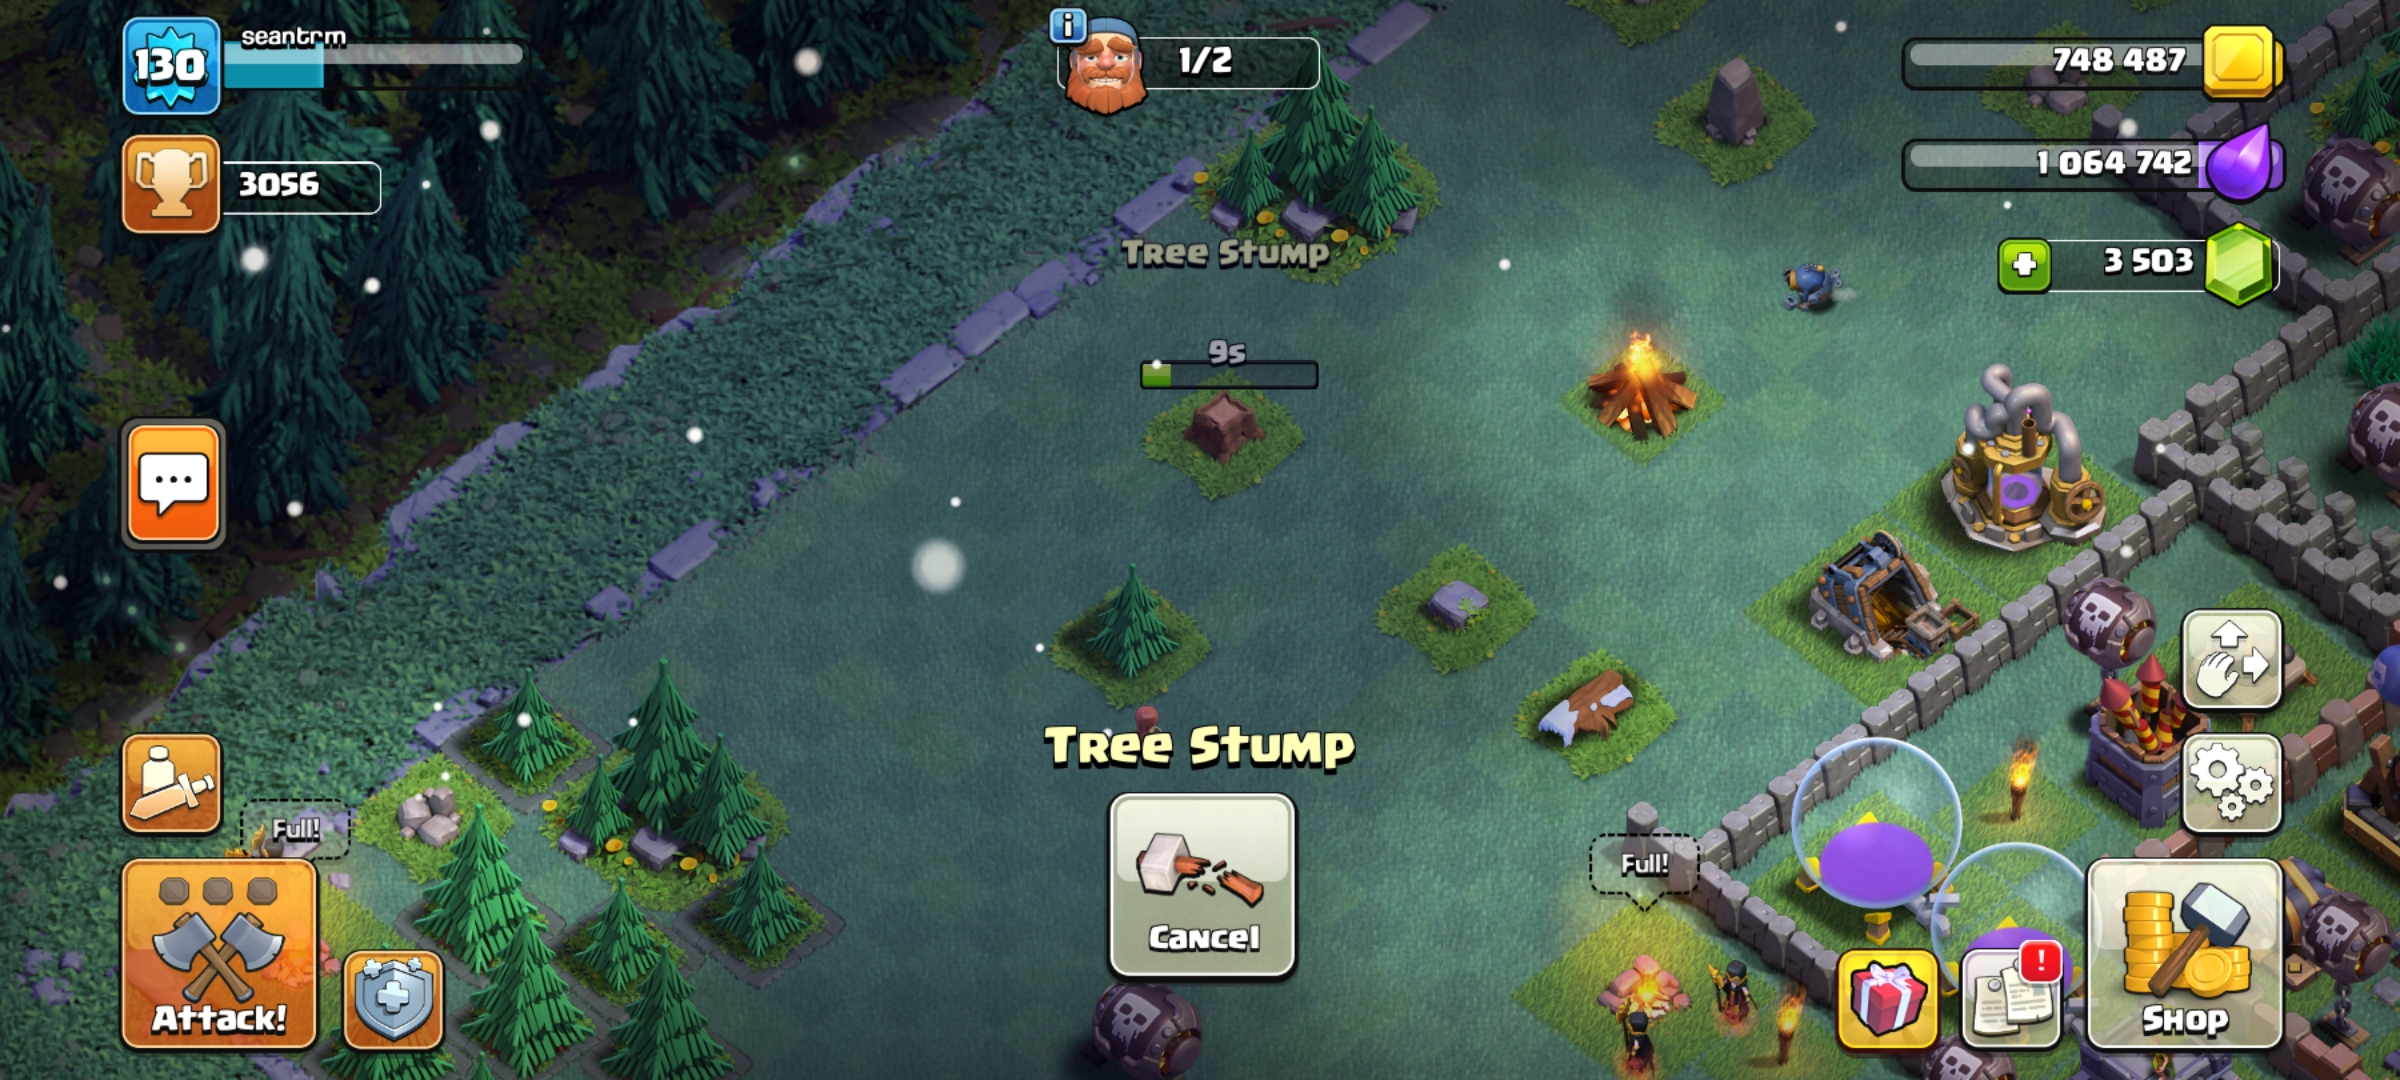 130
seantrm
i
1/2
748 487
3056
1 064 742
Tree Stump
3 503
9s
Tree Stump
Full!
Full!
Cancel
!
Attack!
Shop